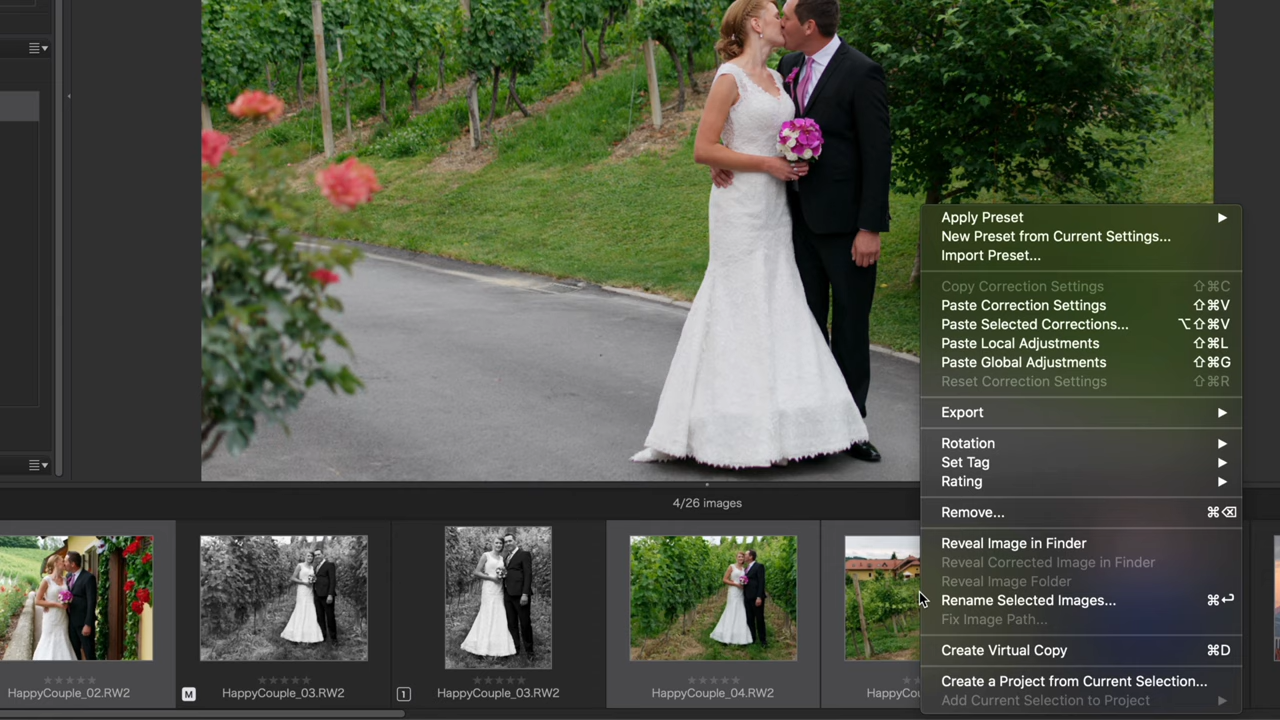 Apply Preset
New Preset from Current Settings...
Import Preset...
Copy Correction Settings ⇧⌘C
Paste Correction Settings ⇧⌘V
Paste Selected Corrections... ⌥⇧⌘V
Paste Local Adjustments ⇧⌘L
Paste Global Adjustments ⇧⌘G
Reset Correction Settings ⇧⌘R
Export
Rotation
Set Tag
Rating
Remove... ⌘⌫
Reveal Image in Finder
Reveal Corrected Image in Finder
Reveal Image Folder
Rename Selected Images... ⌘↩
Fix Image Path...
Create Virtual Copy ⌘D
Create a Project from Current Selection...
Add Current Selection to Project
4/26 images
HappyCouple_02.RW2
M HappyCouple_03.RW2
1 HappyCouple_03.RW2
HappyCouple_04.RW2